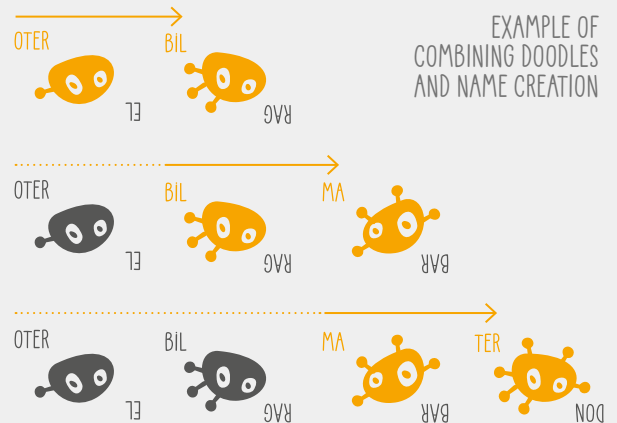 EXAMPLE OF
COMBINING DOODLES
AND NAME CREATION
OTER BIL
EL RAG
OTER BIL MA
EL RAG BAR
OTER BIL MA TER
EL RAG BAR DON